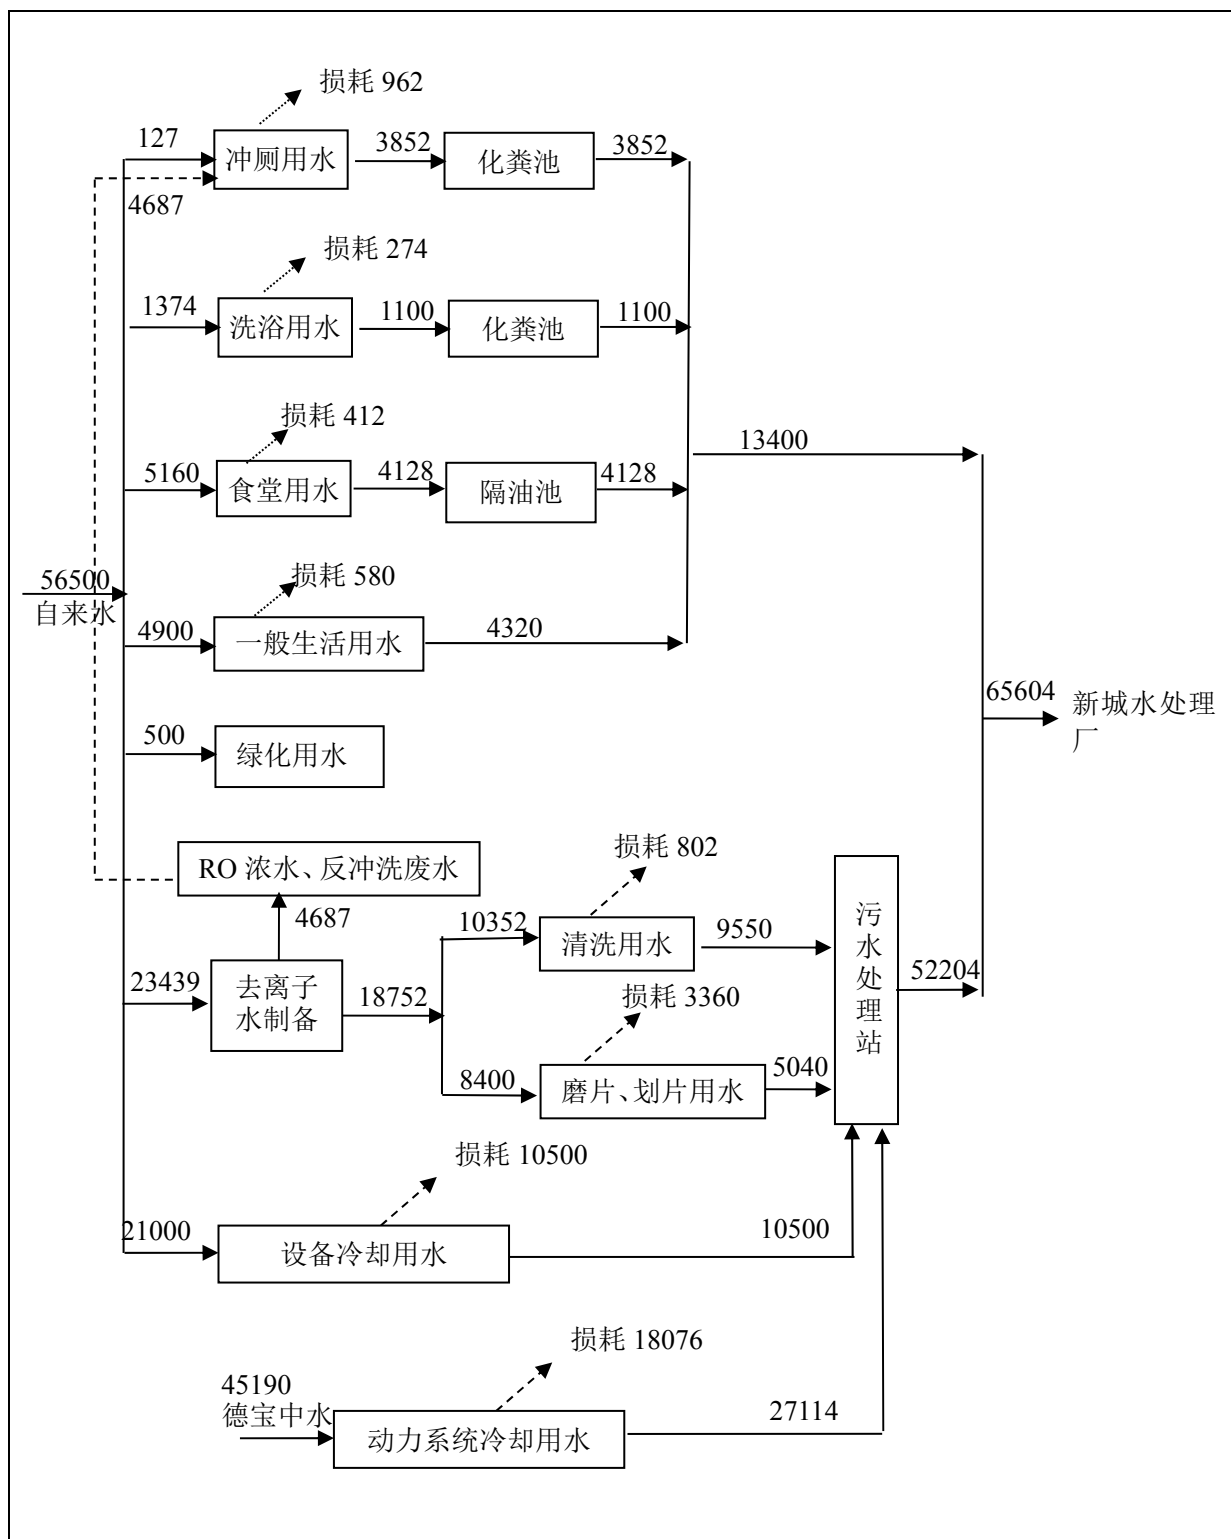 损耗 962
127
冲厕用水
3852
化粪池
3852
4687
损耗 274
1374
洗浴用水
1100
化粪池
1100
损耗 412
5160
食堂用水
4128
隔油池
4128
13400
56500
自来水
损耗 580
4900
一般生活用水
4320
65604
新城水处理
厂
500
绿化用水
RO 浓水、反冲洗废水
4687
损耗 802
10352
清洗用水
9550
污
水
处
理
站
52204
23439
去离子
水制备
18752
损耗 3360
8400
磨片、划片用水
5040
损耗 10500
21000
设备冷却用水
10500
损耗 18076
45190
德宝中水
动力系统冷却用水
27114